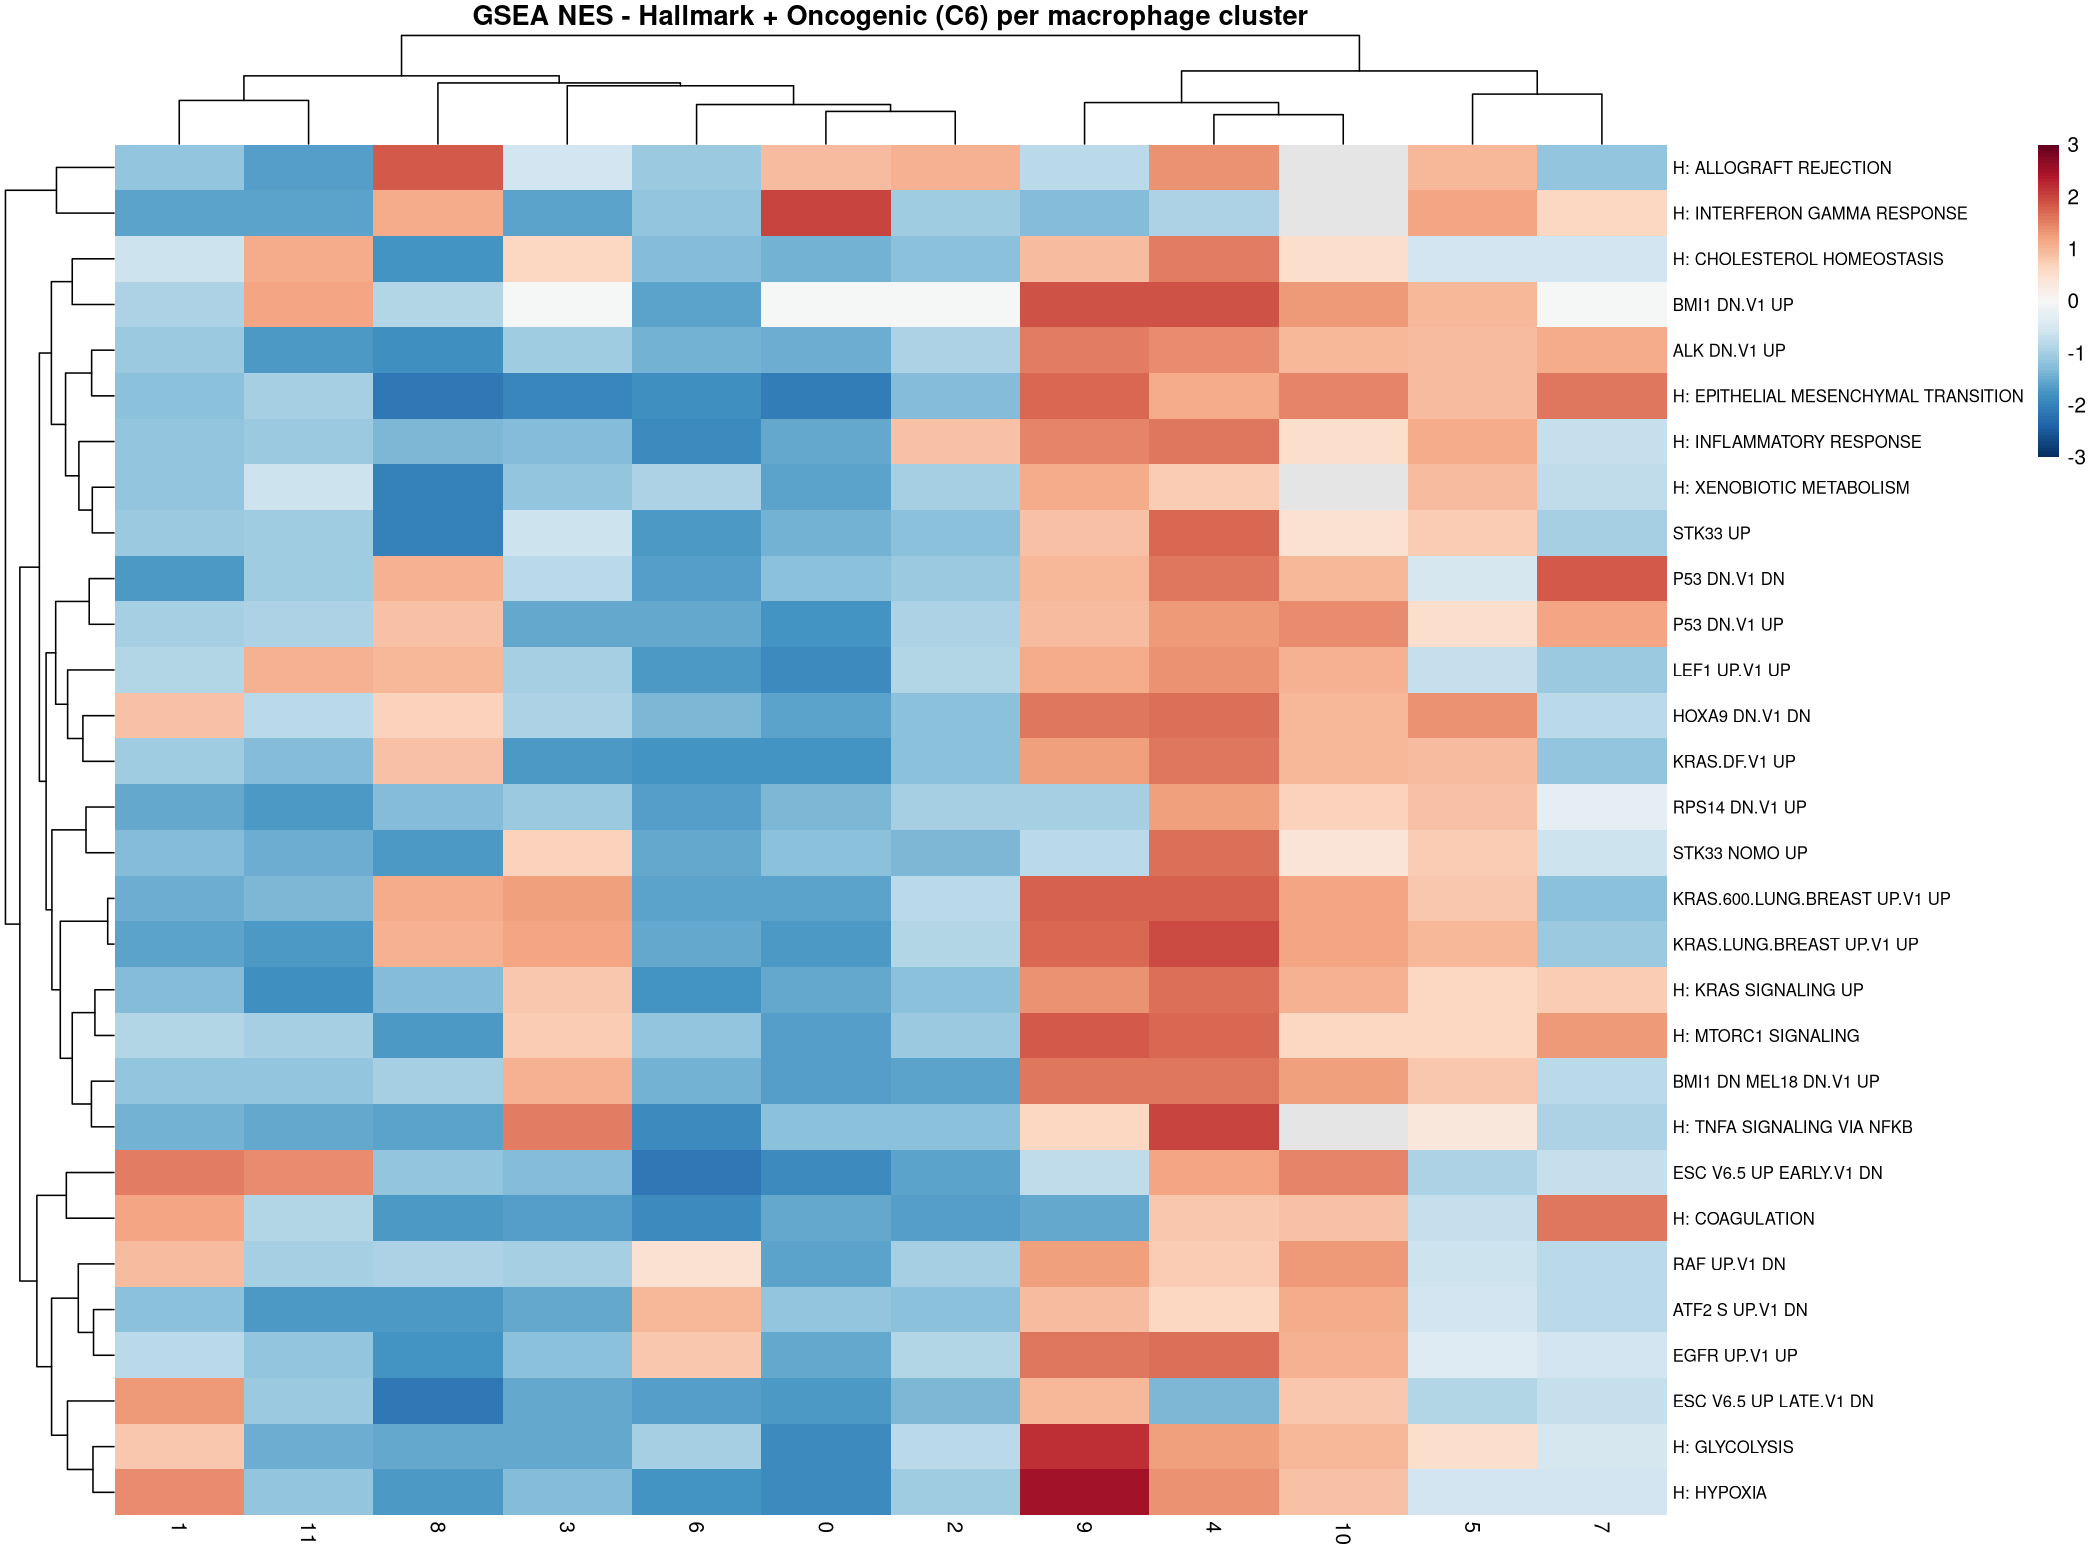 GSEA NES - Hallmark + Oncogenic (C6) per macrophage cluster
H: ALLOGRAFT REJECTION
H: INTERFERON GAMMA RESPONSE
H: CHOLESTEROL HOMEOSTASIS
BMI1 DN.V1 UP
ALK DN.V1 UP
H: EPITHELIAL MESENCHYMAL TRANSITION
H: INFLAMMATORY RESPONSE
H: XENOBIOTIC METABOLISM
STK33 UP
P53 DN.V1 DN
P53 DN.V1 UP
LEF1 UP.V1 UP
HOXA9 DN.V1 DN
KRAS.DF.V1 UP
RPS14 DN.V1 UP
STK33 NOMO UP
KRAS.600.LUNG.BREAST UP.V1 UP
KRAS.LUNG.BREAST UP.V1 UP
H: KRAS SIGNALING UP
H: MTORC1 SIGNALING
BMI1 DN MEL18 DN.V1 UP
H: TNFA SIGNALING VIA NFKB
ESC V6.5 UP EARLY.V1 DN
H: COAGULATION
RAF UP.V1 DN
ATF2 S UP.V1 DN
EGFR UP.V1 UP
ESC V6.5 UP LATE.V1 DN
H: GLYCOLYSIS
H: HYPOXIA
3
2
1
0
-1
-2
-3
1
11
8
3
6
0
2
9
4
10
5
7